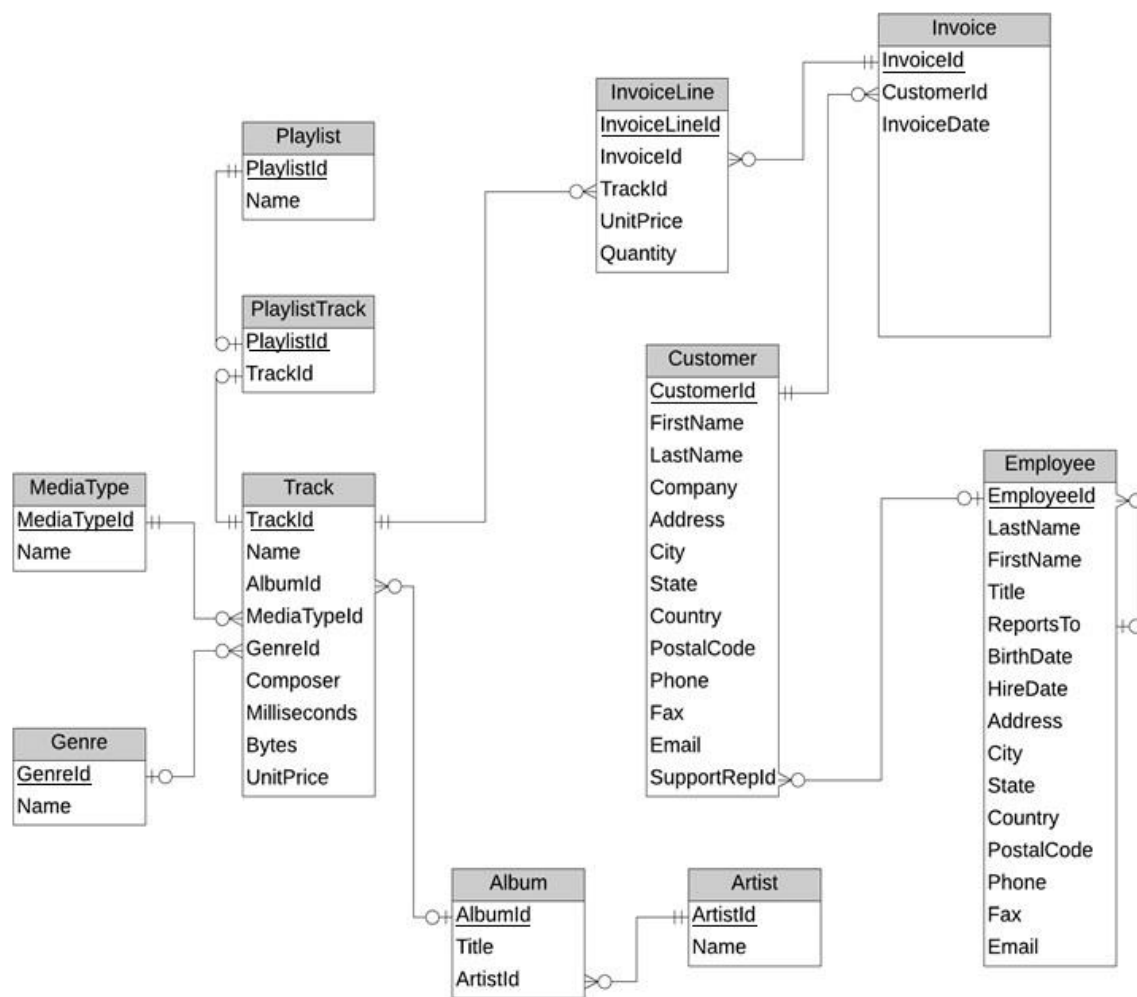 Invoice
InvoiceId
CustomerId
InvoiceDate
InvoiceLine
InvoiceLineId
InvoiceId
TrackId
UnitPrice
Quantity
Playlist
PlaylistId
Name
PlaylistTrack
PlaylistId
TrackId
Customer
CustomerId
FirstName
LastName
Company
Address
City
State
Country
PostalCode
Phone
Fax
Email
SupportRepId
Employee
EmployeeId
LastName
FirstName
Title
ReportsTo
BirthDate
HireDate
Address
City
State
Country
PostalCode
Phone
Fax
Email
MediaType
MediaTypeId
Name
Track
TrackId
Name
AlbumId
MediaTypeId
GenreId
Composer
Milliseconds
Bytes
UnitPrice
Genre
GenreId
Name
Album
AlbumId
Title
ArtistId
Artist
ArtistId
Name